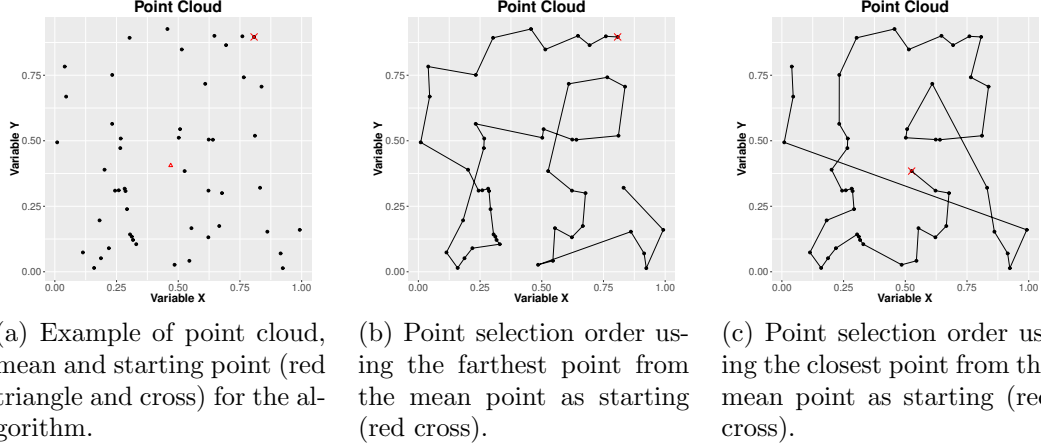 Point Cloud
Variable Y
0.75
0.50
0.25
0.00
0.00 0.25 0.50 0.75 1.00
Variable X
Point Cloud
Variable Y
0.75
0.50
0.25
0.00
0.00 0.25 0.50 0.75 1.00
Variable X
Point Cloud
Variable Y
0.75
0.50
0.25
0.00
0.00 0.25 0.50 0.75 1.00
Variable X
a) Example of point cloud,
mean and starting point (red
triangle and cross) for the al-
gorithm.
(b) Point selection order us-
ing the farthest point from
the mean point as starting
(red cross).
(c) Point selection order us
ing the closest point from th
mean point as starting (re
cross).